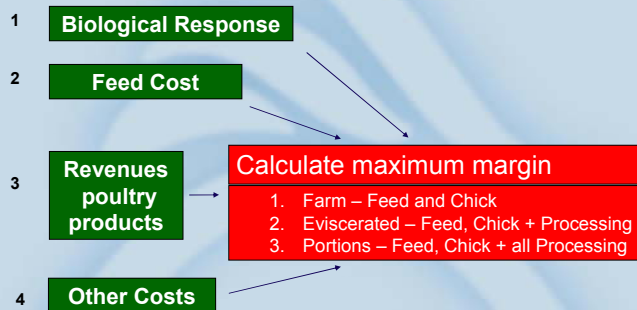 1 Biological Response
2 Feed Cost
3 Revenues
poultry
products
Calculate maximum margin
1. Farm – Feed and Chick
2. Eviscerated – Feed, Chick + Processing
3. Portions – Feed, Chick + all Processing
4 Other Costs